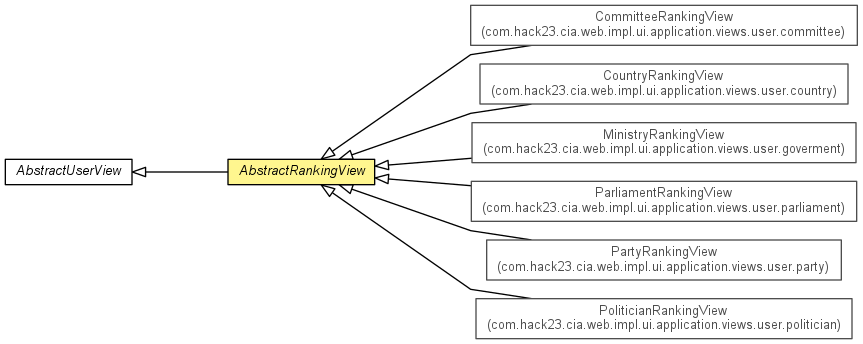 CommitteeRankingView
(com.hack23.cia.web.impl.ui.application.views.user.committee)
CountryRankingView
(com.hack23.cia.web.impl.ui.application.views.user.country)
MinistryRankingView
(com.hack23.cia.web.impl.ui.application.views.user.goverment)
AbstractUserView
AbstractRankingView
ParliamentRankingView
(com.hack23.cia.web.impl.ui.application.views.user.parliament)
PartyRankingView
(com.hack23.cia.web.impl.ui.application.views.user.party)
PoliticianRankingView
(com.hack23.cia.web.impl.ui.application.views.user.politician)